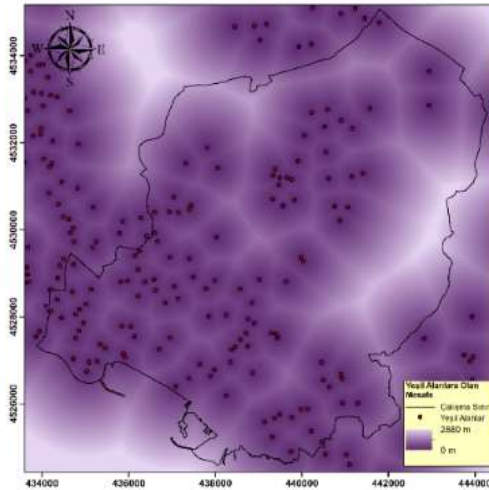 N
W E
S
4534000
4532000
4530000
4528000
4526000
434000 436000 438000 440000 442000 444000
Yeşil Alanlara Olan
Mesafe
Çalışma Sınırı
Yeşil Alanlar
2880 m
0 m